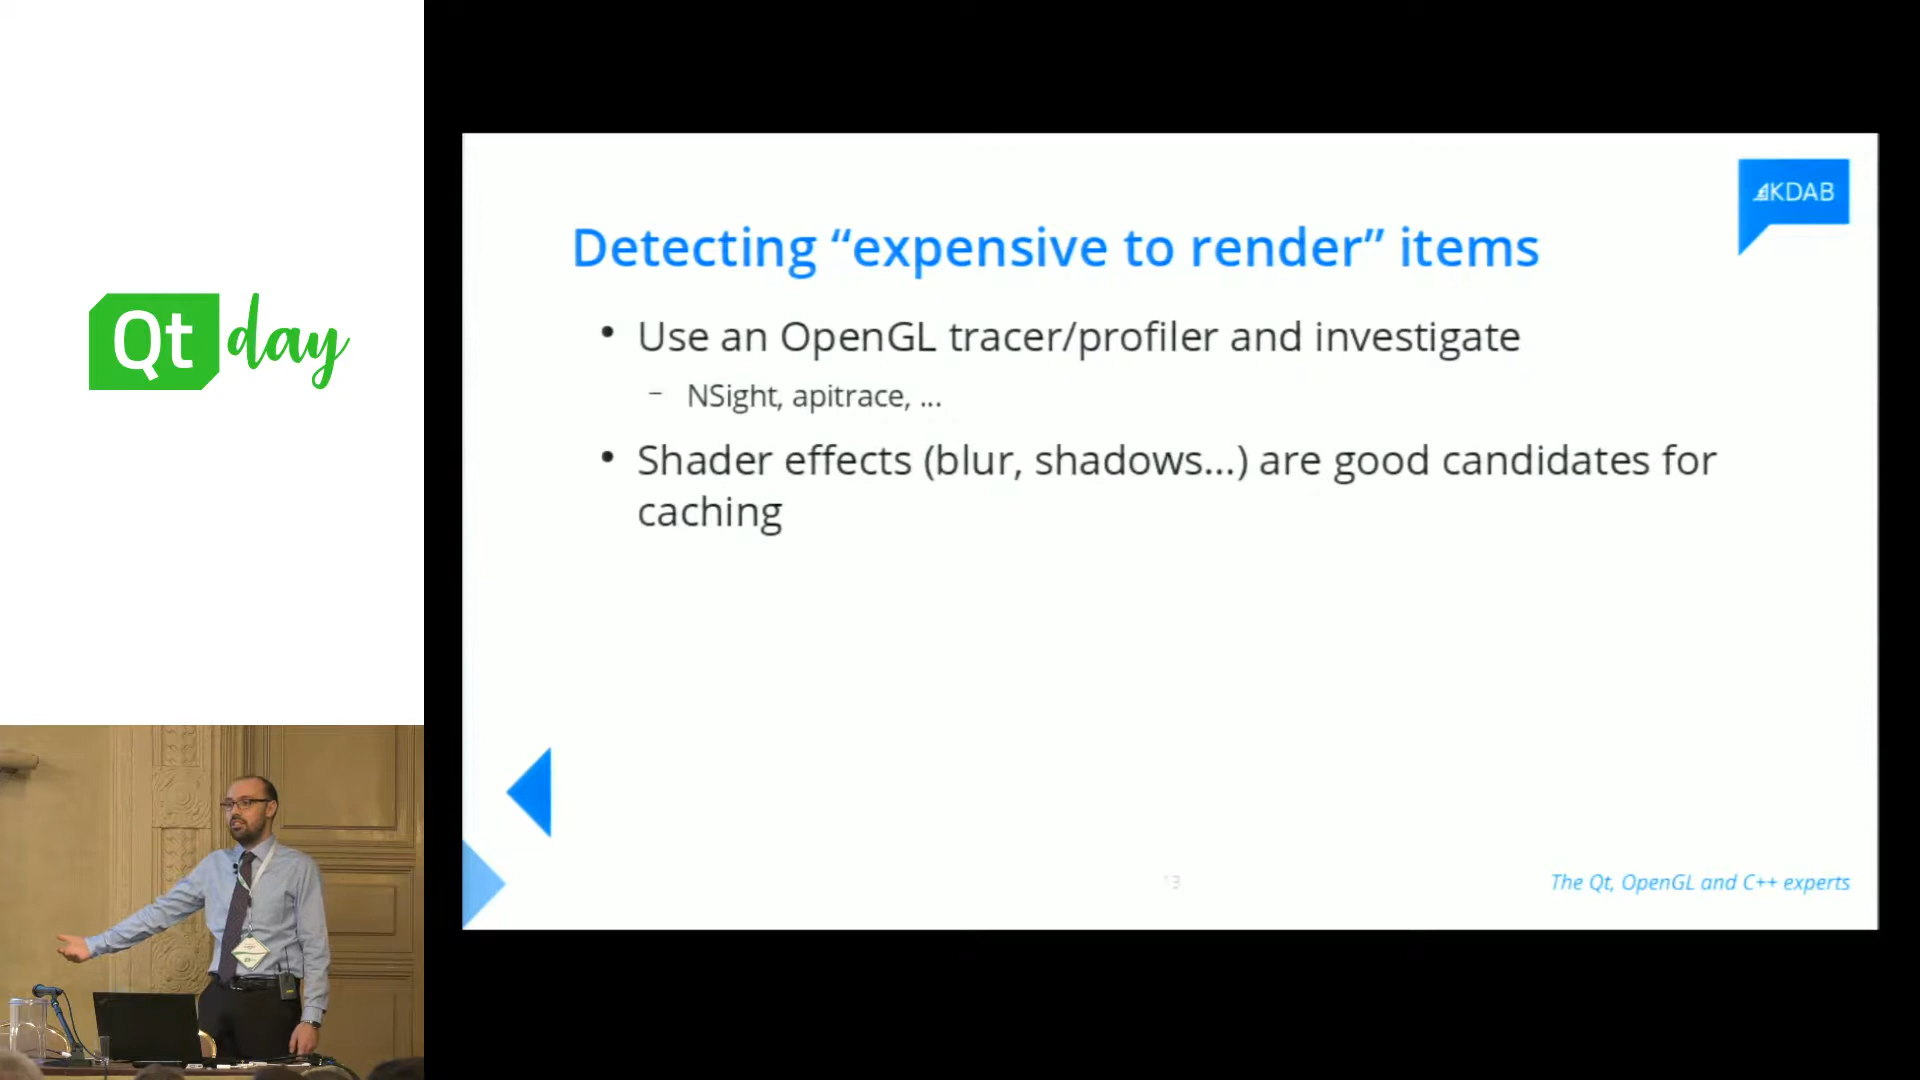 Qt day
KDAB
Detecting “expensive to render” items
• Use an OpenGL tracer/profiler and investigate
– NSight, apitrace, ...
• Shader effects (blur, shadows...) are good candidates for
caching
13
The Qt, OpenGL and C++ experts